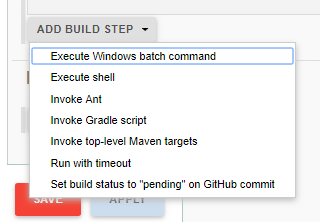 ADD BUILD STEP
Execute Windows batch command
Execute shell
Invoke Ant
Invoke Gradle script
Invoke top-level Maven targets
Run with timeout
Set build status to "pending" on GitHub commit
SAVE
APPLY